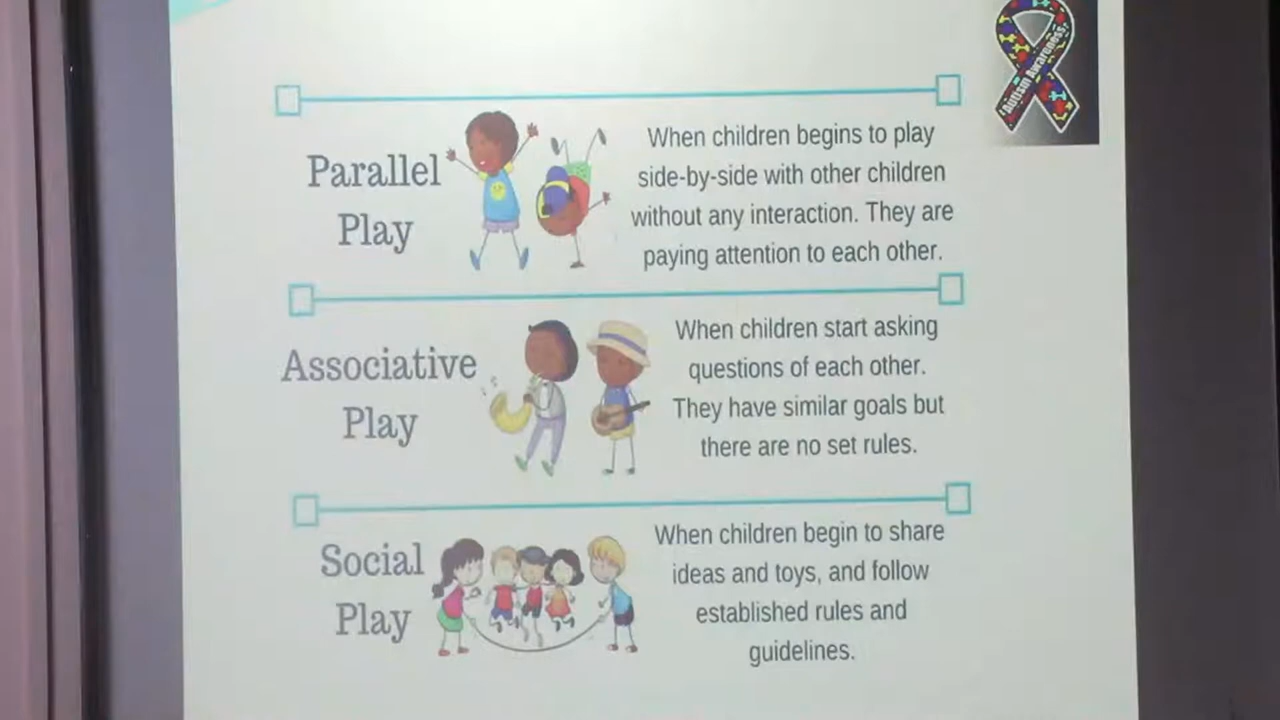 'Autism Awareness,
Parallel
Play
When children begins to play
side-by-side with other children
without any interaction. They are
paying attention to each other.
Associative
Play
When children start asking
questions of each other.
They have similar goals but
there are no set rules.
Social
Play
When children begin to share
ideas and toys, and follow
established rules and
guidelines.